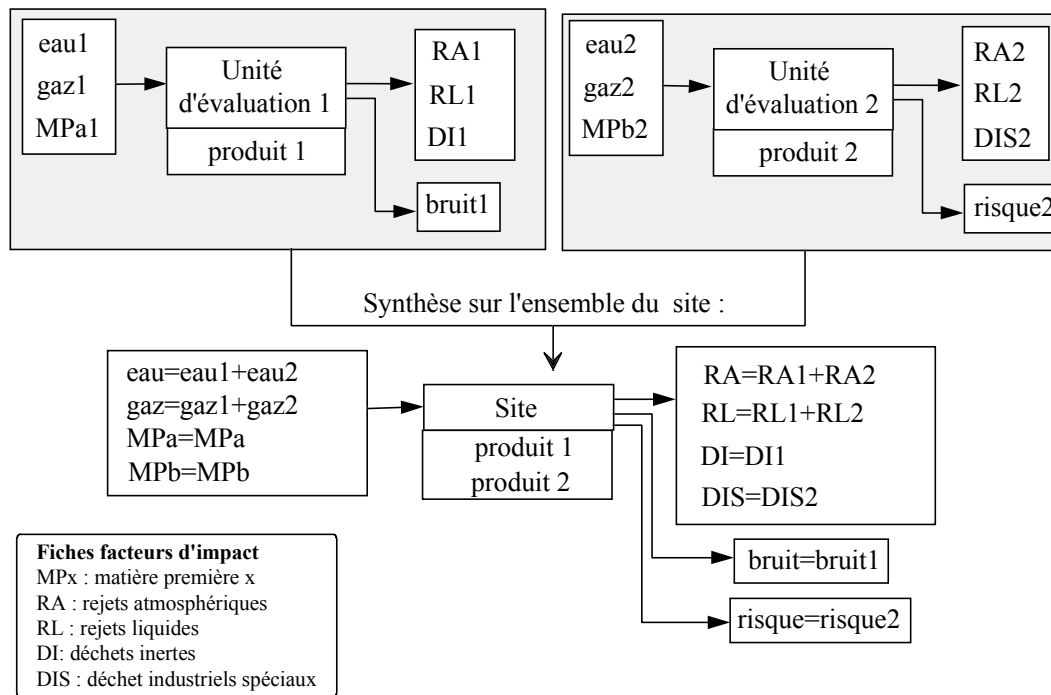 eau1
gaz1
MPa1
Unité
d'évaluation 1
produit 1
RA1
RL1
DI1
bruit1
eau2
gaz2
MPb2
Unité
d'évaluation 2
produit 2
RA2
RL2
DIS2
risque2
Synthèse sur l'ensemble du site :
eau=eau1+eau2
gaz=gaz1+gaz2
MPa=MPa
MPb=MPb
Site
produit 1
produit 2
RA=RA1+RA2
RL=RL1+RL2
DI=DI1
DIS=DIS2
bruit=bruit1
risque=risque2
Fiches facteurs d'impact
MPx : matière première x
RA : rejets atmosphériques
RL : rejets liquides
DI: déchets inertes
DIS : déchet industriels spéciaux